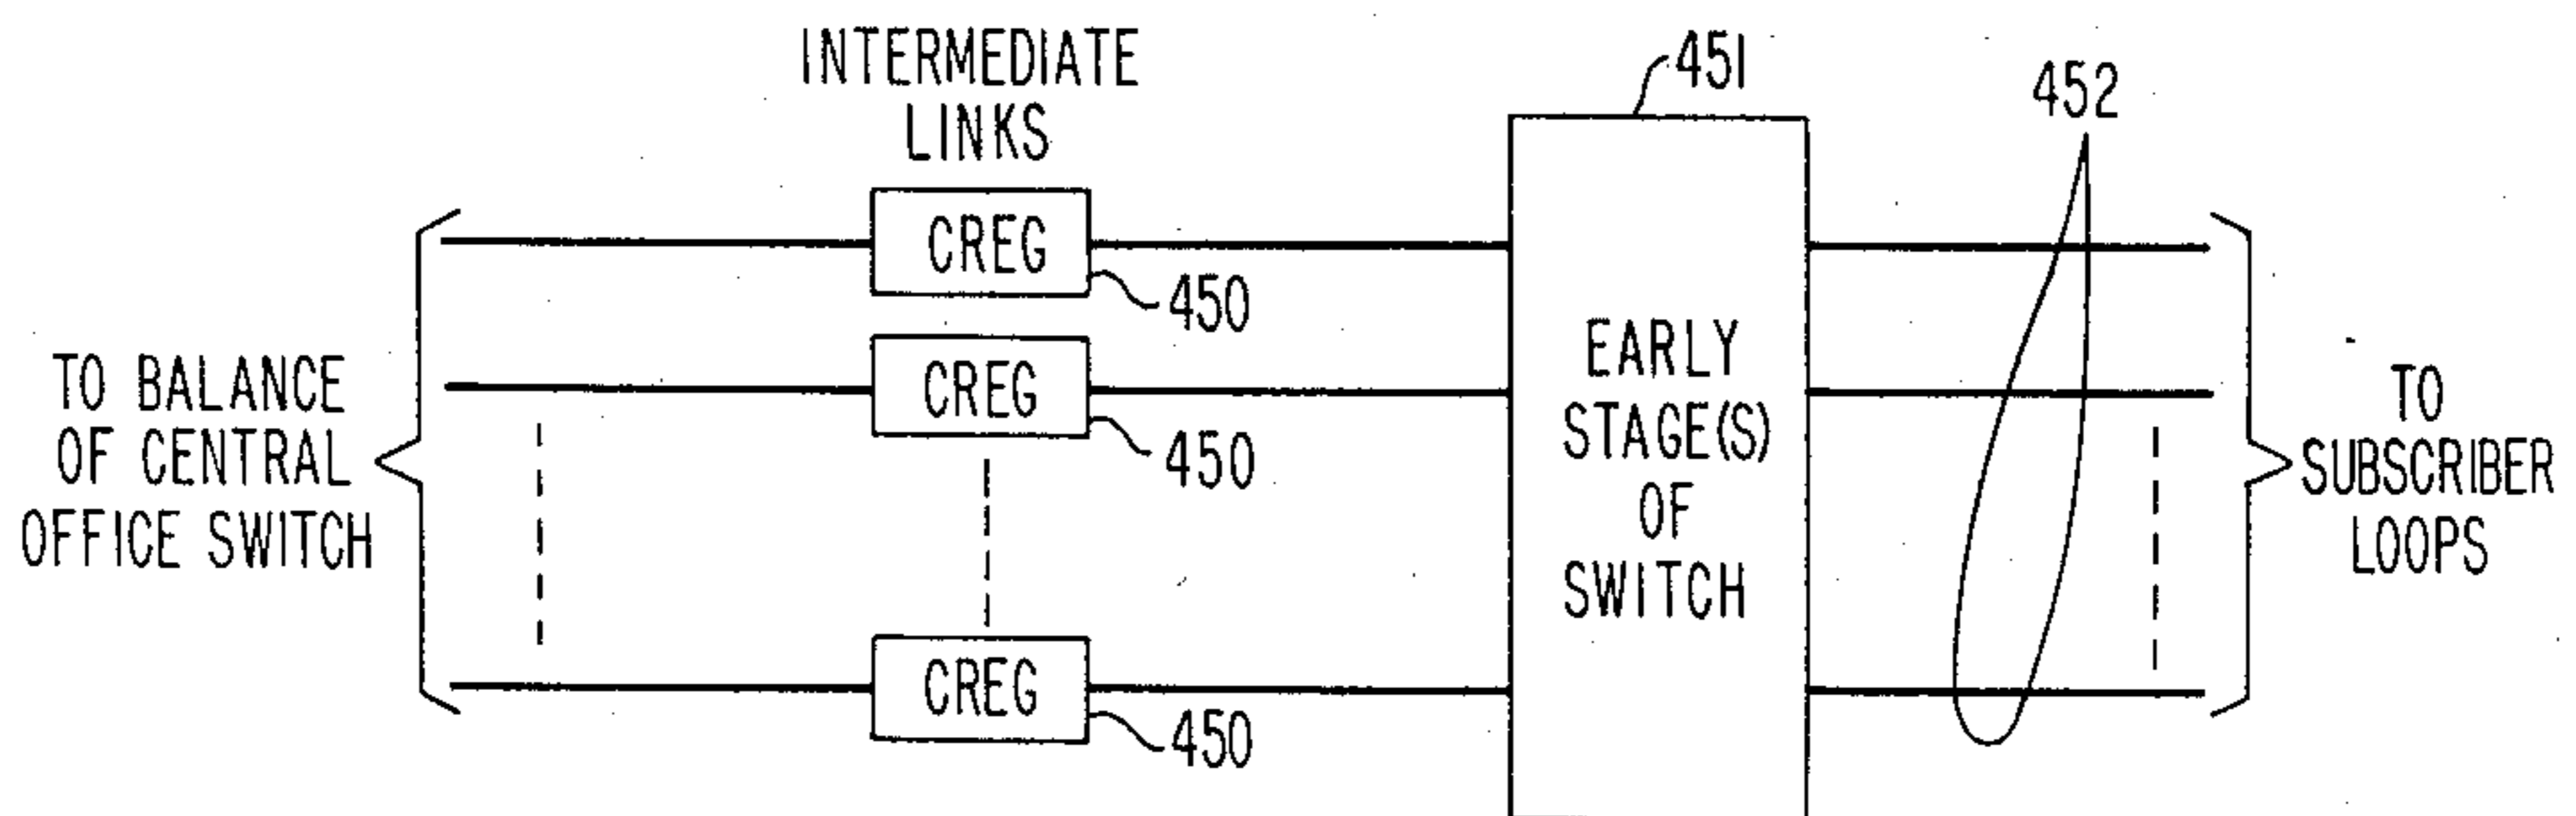 INTERMEDIATE
LINKS
451
452
CREG
450
CREG
450
CREG
450
TO BALANCE
OF CENTRAL
OFFICE SWITCH
EARLY
STAGE(S)
OF
SWITCH
TO
SUBSCRIBER
LOOPS